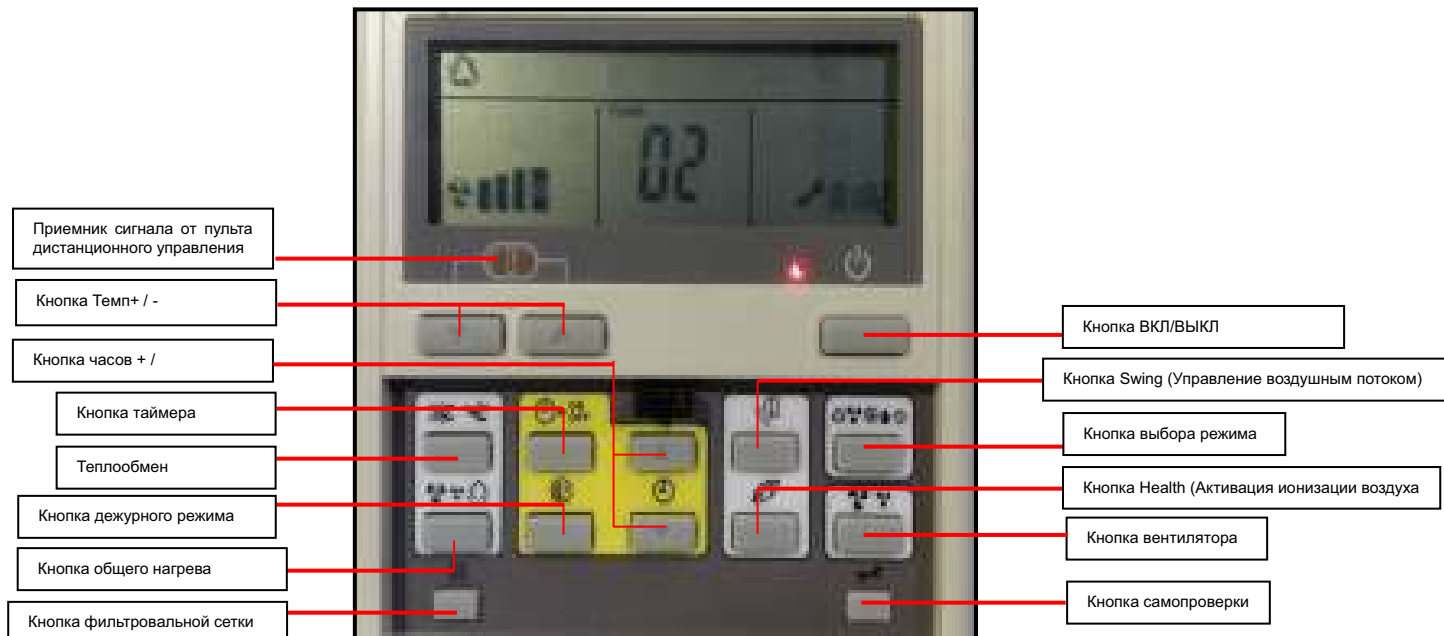 02
Приемник сигнала от пульта
дистанционного управления
Кнопка Темп+ / -
Кнопка часов + /
Кнопка таймера
Теплообмен
Кнопка дежурного режима
Кнопка общего нагрева
Кнопка фильтровальной сетки
Кнопка ВКЛ/ВЫКЛ
Кнопка Swing (Управление воздушным потоком)
Кнопка выбора режима
Кнопка Health (Активация ионизации воздуха
Кнопка вентилятора
Кнопка самопроверки